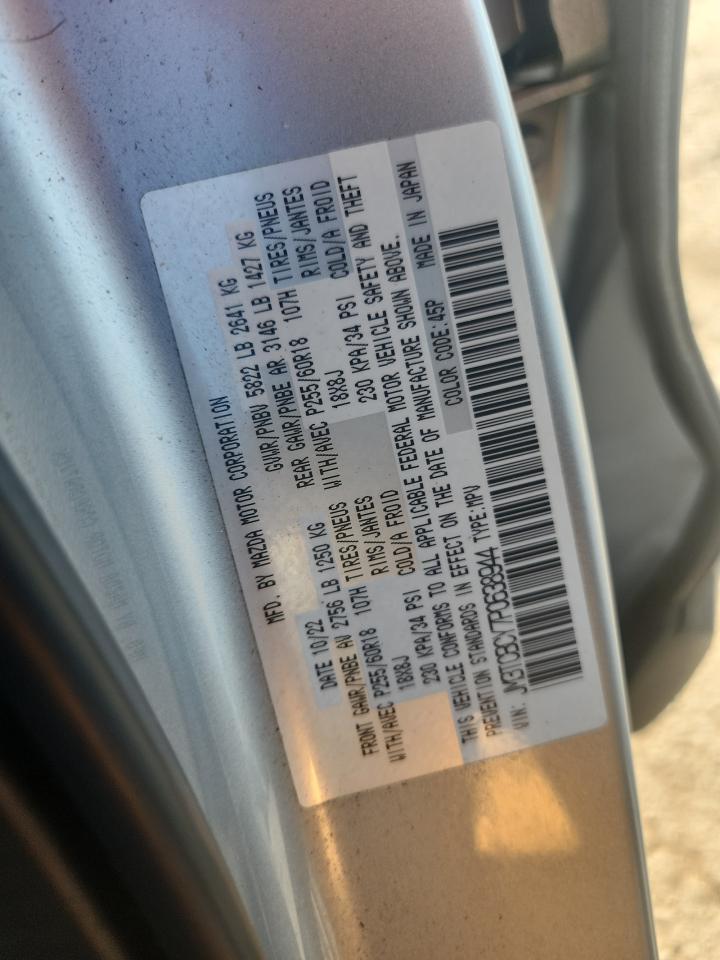 MFD. BY MAZDA MOTOR CORPORATION
DATE 10/22 GVWR/PNBV 5822 LB 2641 KG
FRONT GAWR/PNBE AV 2756 LB 1250 KG REAR GAWR/PNBE AR 3146 LB 1427 KG
WITH/AVEC P255/60R18 107H TIRES/PNEUS WITH/AVEC P255/60R18 107H TIRES/PNEUS
18X8J RIMS/JANTES 18X8J RIMS/JANTES
230 KPA/34 PSI COLD/A FROID 230 KPA/34 PSI COLD/A FROID
THIS VEHICLE CONFORMS TO ALL APPLICABLE FEDERAL MOTOR VEHICLE SAFETY AND THEFT
PREVENTION STANDARDS IN EFFECT ON THE DATE OF MANUFACTURE SHOWN ABOVE.
VIN: JM3TCBCY7P0638944 TYPE:MPV COLOR CODE:45P MADE IN JAPAN